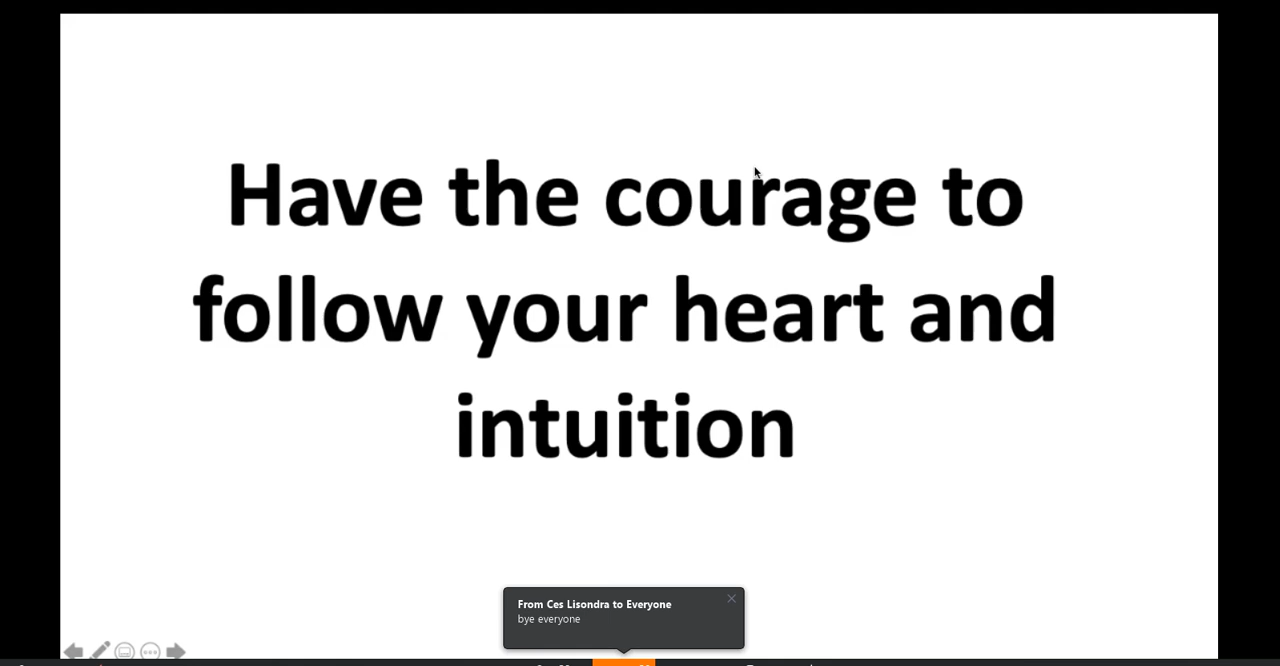 Have the courage to
follow your heart and
intuition
From Ces Lisondra to Everyone
bye everyone